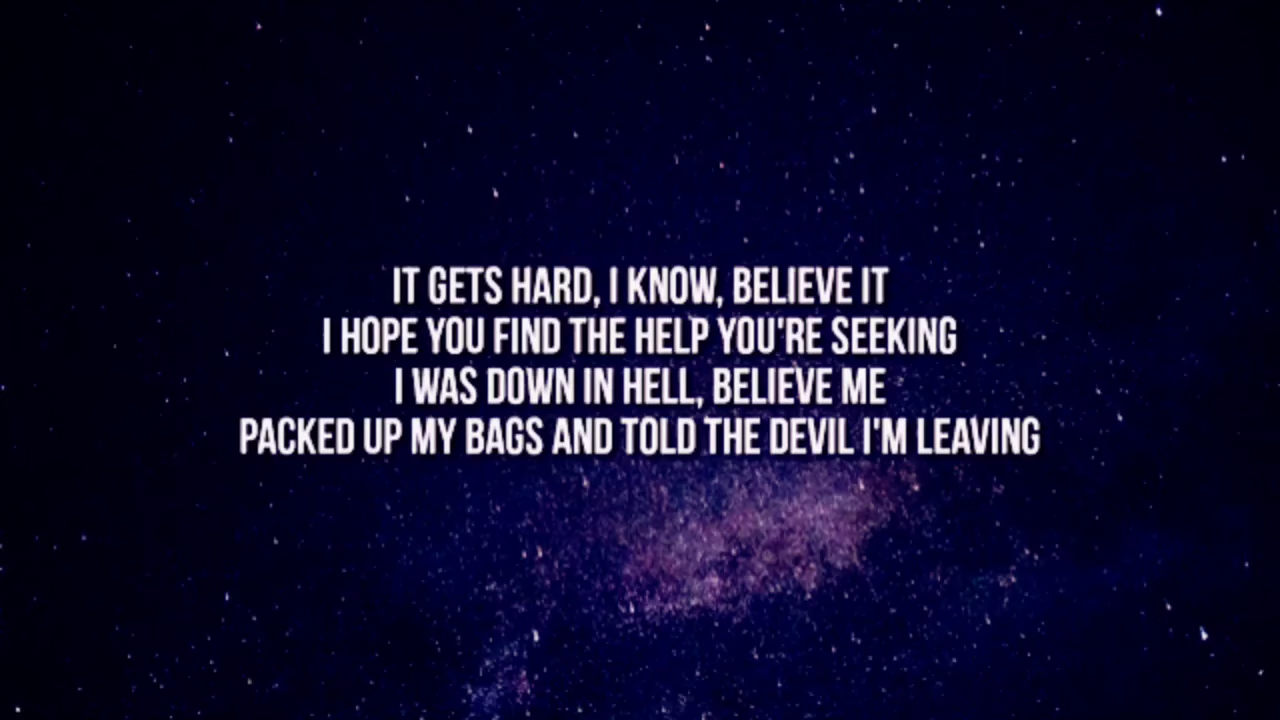 IT GETS HARD, I KNOW, BELIEVE IT
I HOPE YOU FIND THE HELP YOU'RE SEEKING
I WAS DOWN IN HELL, BELIEVE ME
PACKED UP MY BAGS AND TOLD THE DEVIL I'M LEAVING